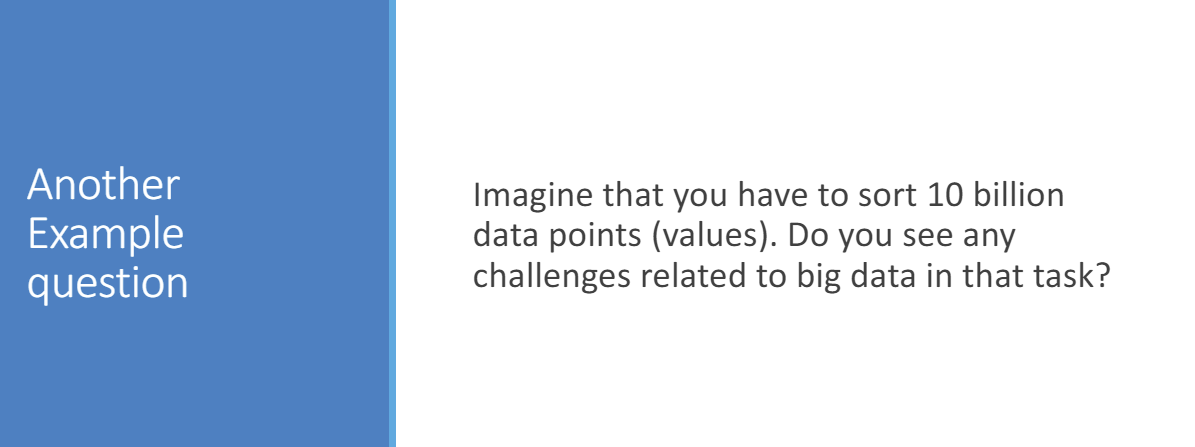 Another
Example
question
Imagine that you have to sort 10 billion
data points (values). Do you see any
challenges related to big data in that task?